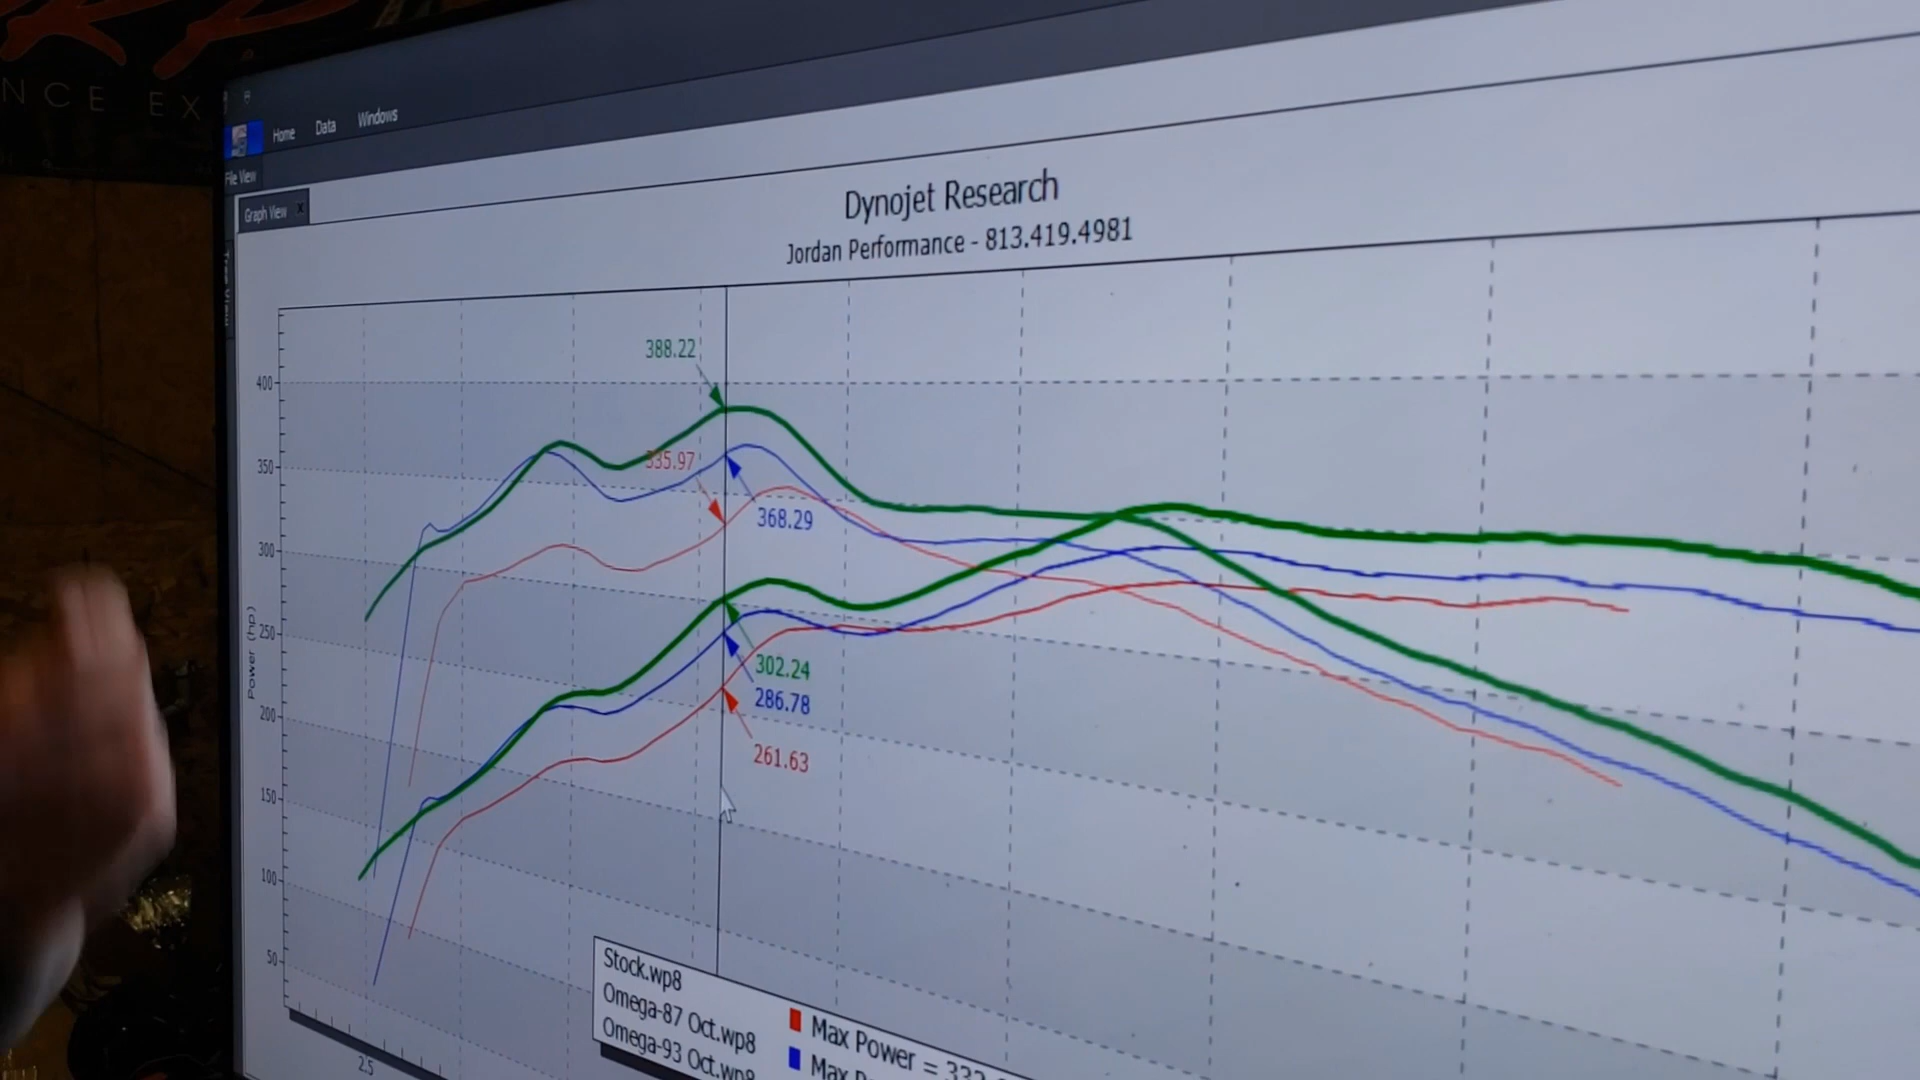 NCE EX
Home Data Windows
File View
Graph View x
Tree View
Dynojet Research
Jordan Performance - 813.419.4981
388.22
400
335.97
350
368.29
300
Power (hp)
250
302.24
286.78
200
261.63
150
100
50
Stock.wp8
Omega-87 Oct.wp8
Omega-93 Oct.wp8
Max Power = 332
Max
2.5